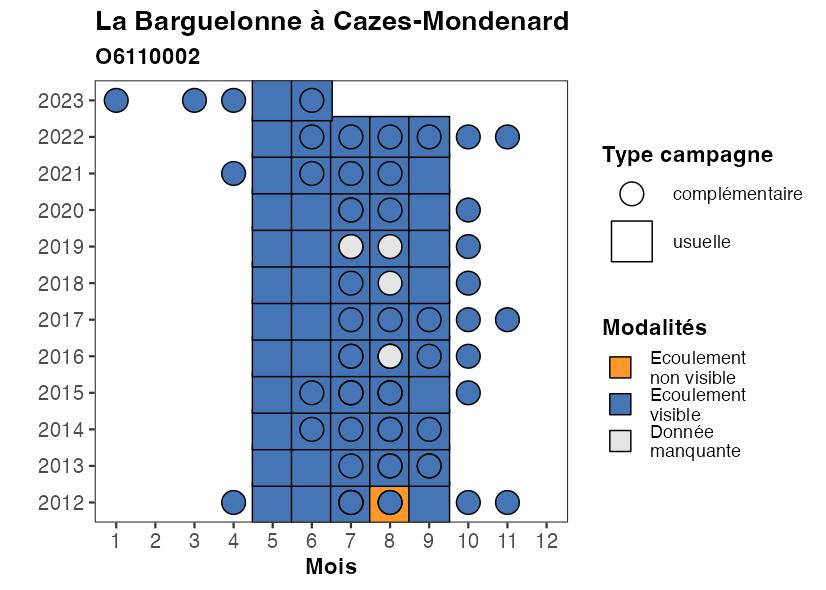 La Barguelonne à Cazes-Mondenard
O6110002
2023
2022
2021
2020
2019
2018
2017
2016
2015
2014
2013
2012
1 2 3 4 5 6 7 8 9 10 11 12
Mois
Type campagne
complémentaire
usuelle
Modalités
Ecoulement
non visible
Ecoulement
visible
Donnée
manquante